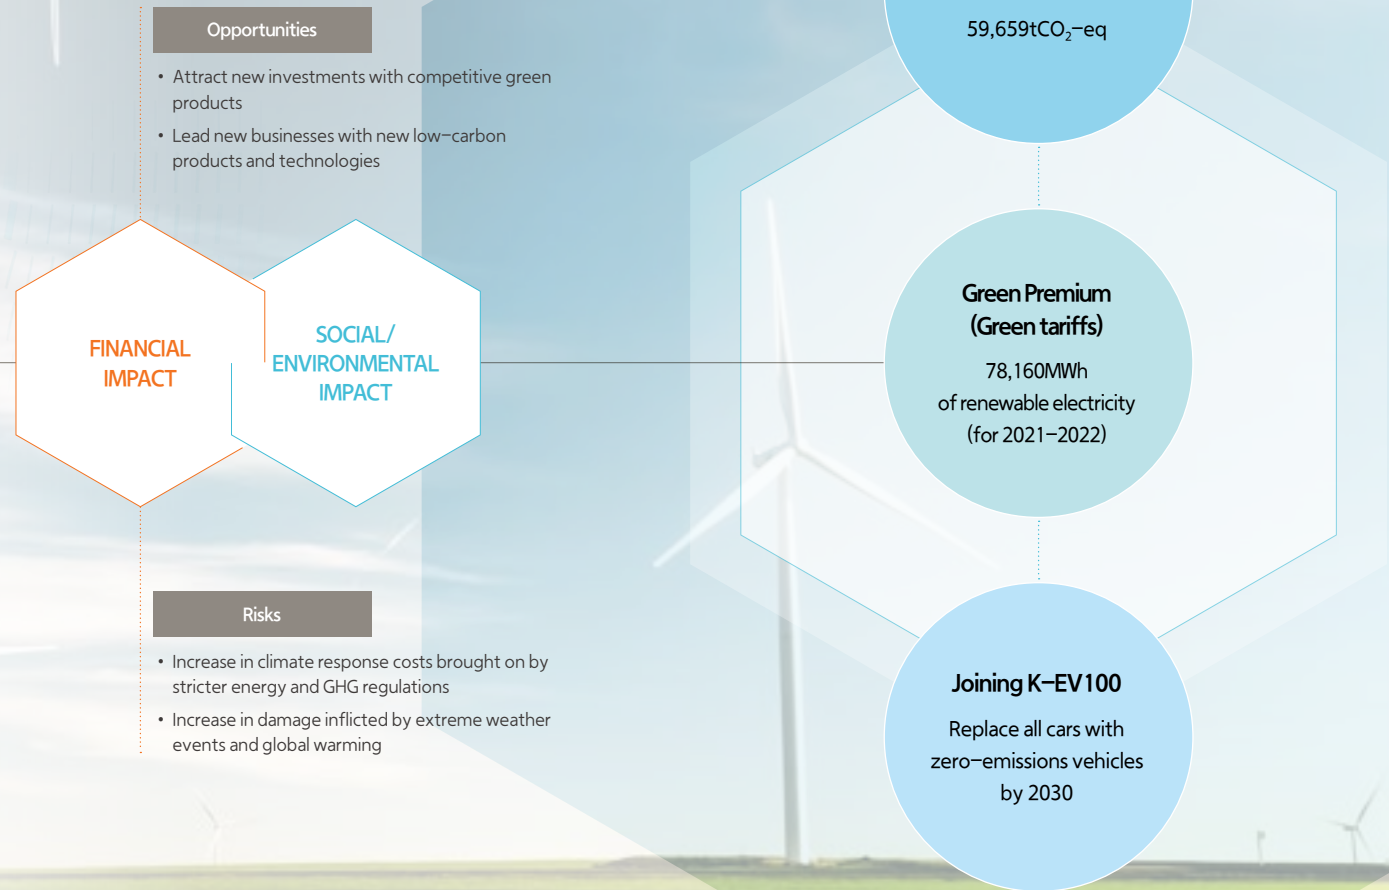 Opportunities
• Attract new investments with competitive green
products
• Lead new businesses with new low-carbon
products and technologies
FINANCIAL
IMPACT
SOCIAL/
ENVIRONMENTAL
IMPACT
Risks
• Increase in climate response costs brought on by
stricter energy and GHG regulations
• Increase in damage inflicted by extreme weather
events and global warming
59,659tCO₂-eq
Green Premium
(Green tariffs)
78,160MWh
of renewable electricity
(for 2021-2022)
Joining K-EV100
Replace all cars with
zero-emissions vehicles
by 2030